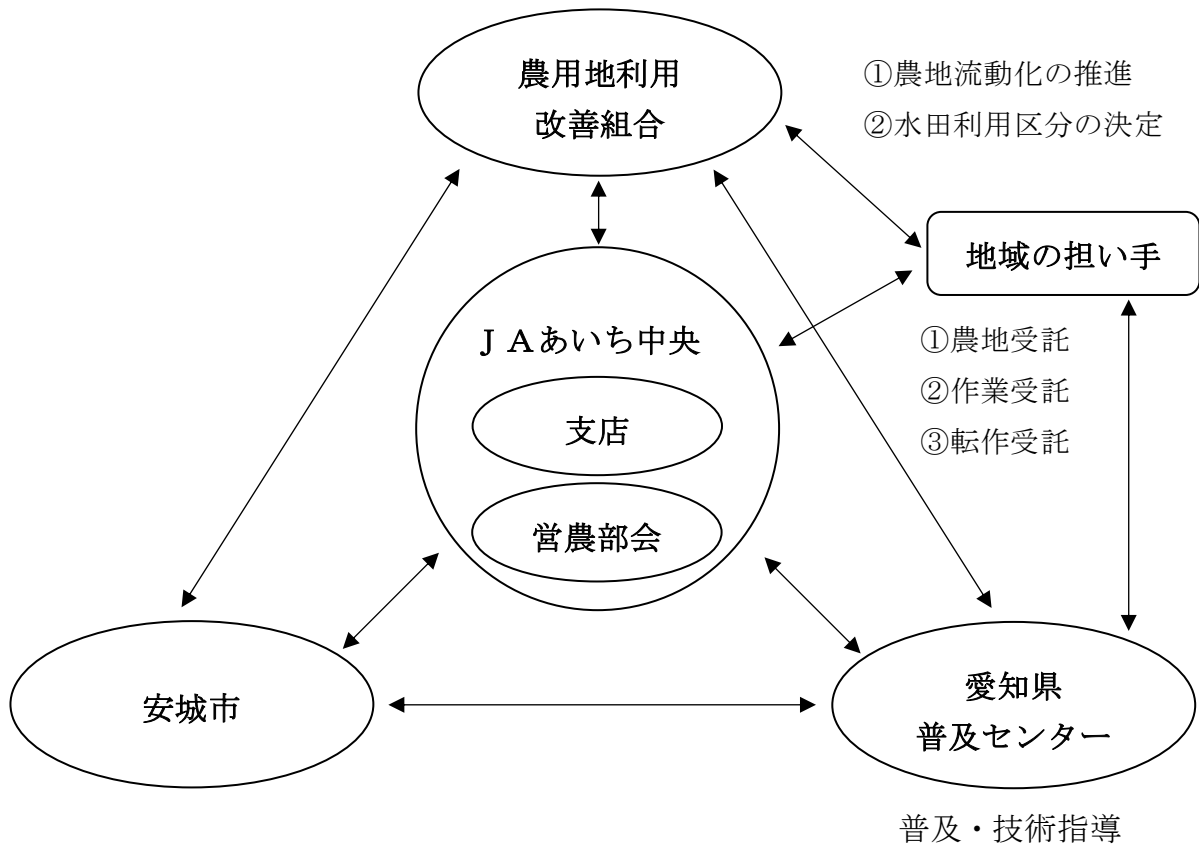 農用地利用
改善組合
①農地流動化の推進
②水田利用区分の決定
地域の担い手
ＪＡあいち中央
①農地受託
②作業受託
③転作受託
支店
営農部会
安城市
愛知県
普及センター
普及・技術指導